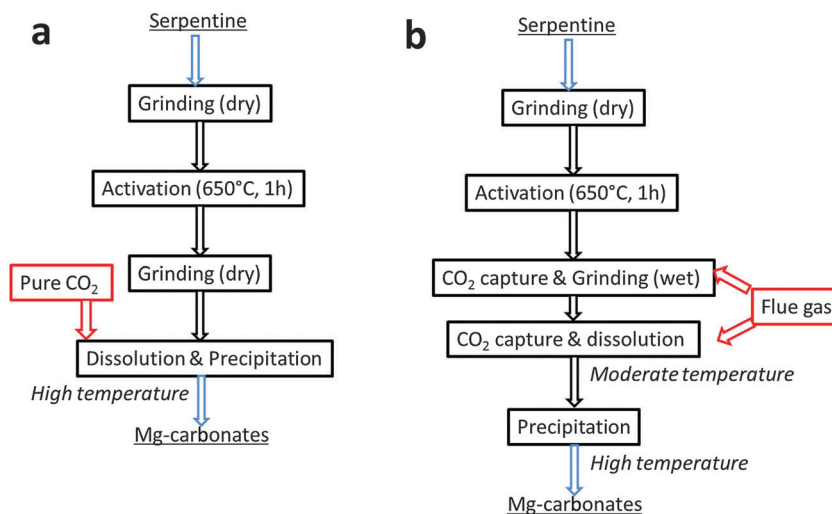 a
Serpentine
Grinding (dry)
Activation (650°C, 1h)
Grinding (dry)
Pure CO₂
Dissolution & Precipitation
High temperature
Mg-carbonates
b
Serpentine
Grinding (dry)
Activation (650°C, 1h)
CO₂ capture & Grinding (wet)
Flue gas
CO₂ capture & dissolution
Moderate temperature
Precipitation
High temperature
Mg-carbonates